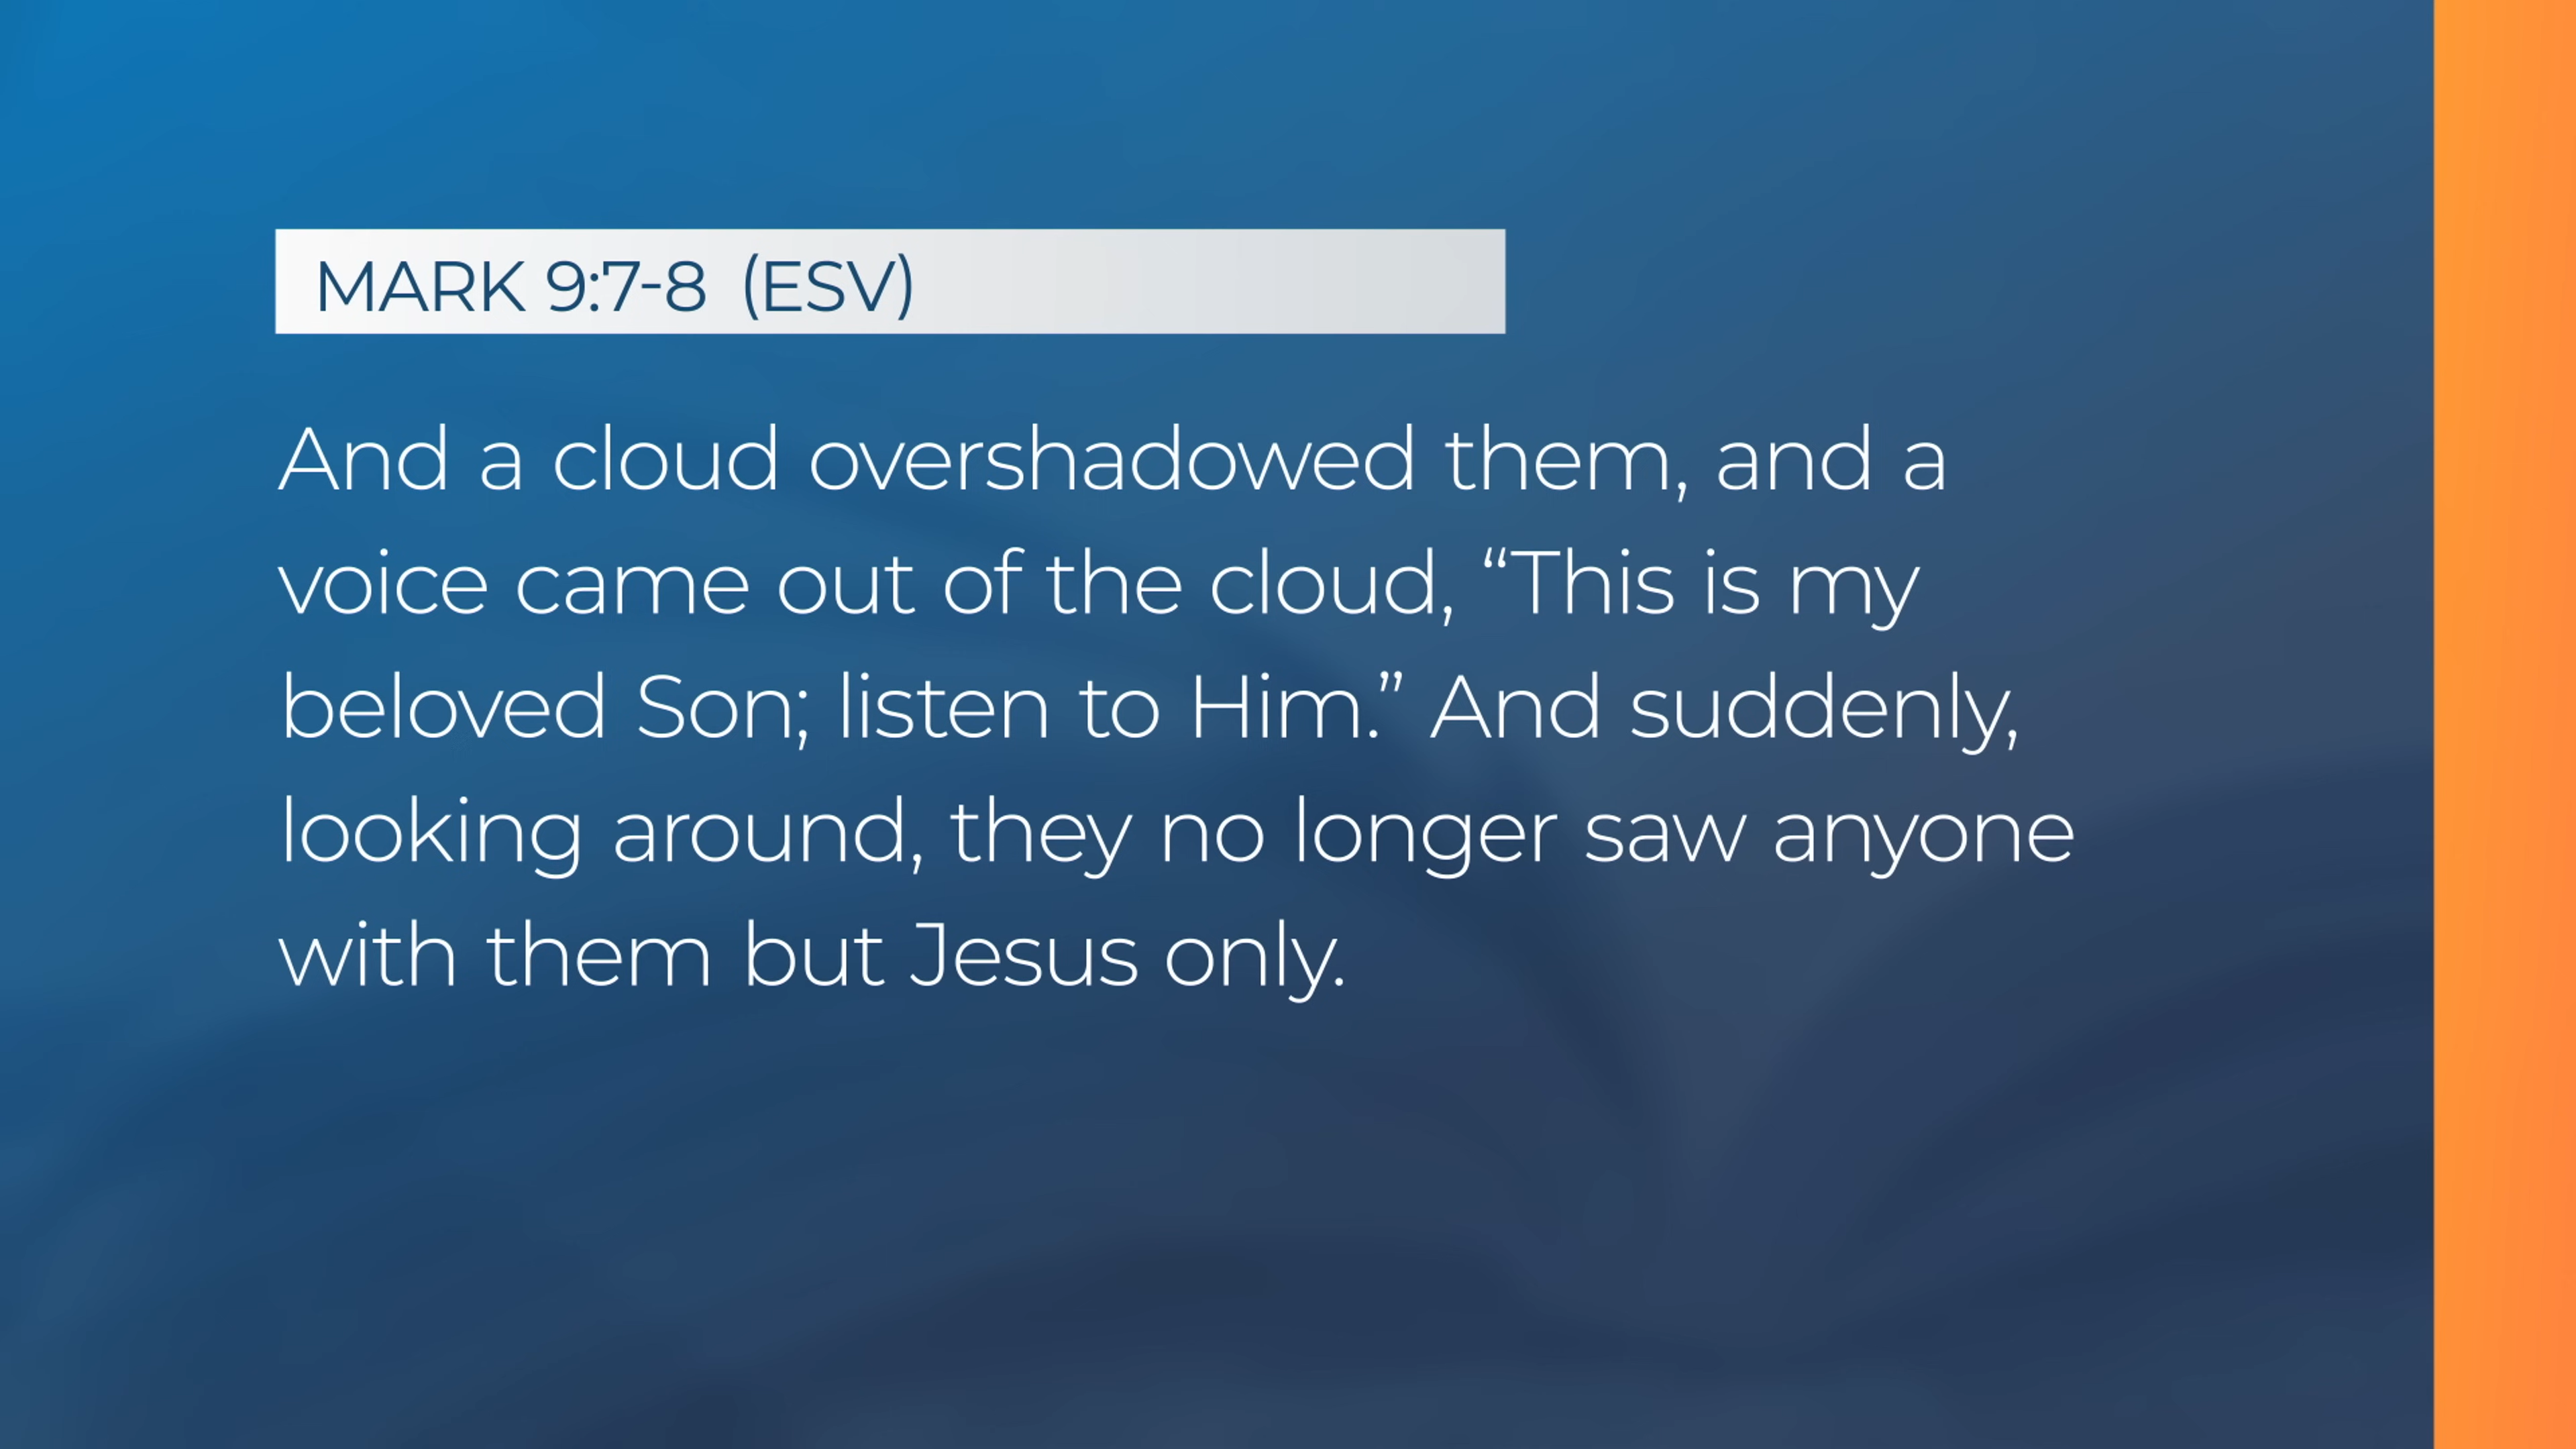 MARK 9:7-8 (ESV)
And a cloud overshadowed them, and a
voice came out of the cloud, “This is my
beloved Son; listen to Him.” And suddenly,
looking around, they no longer saw anyone
with them but Jesus only.